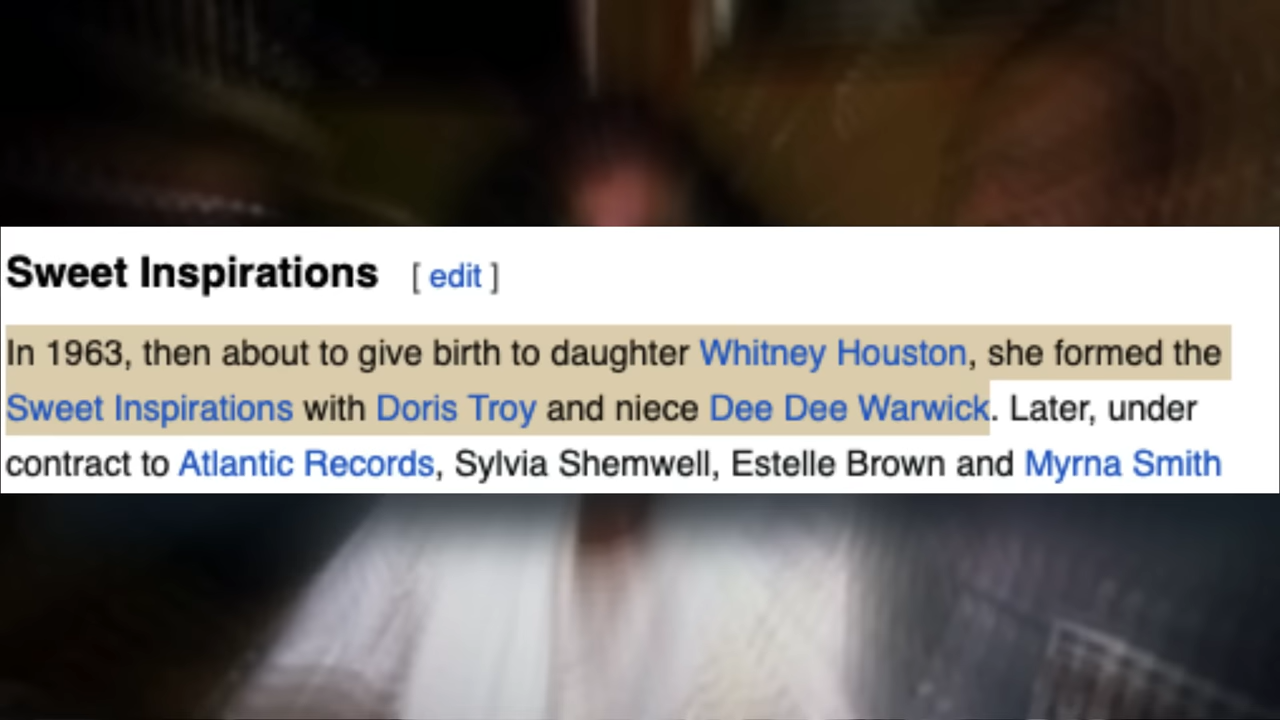 Sweet Inspirations [ edit ]
In 1963, then about to give birth to daughter Whitney Houston, she formed the
Sweet Inspirations with Doris Troy and niece Dee Dee Warwick. Later, under
contract to Atlantic Records, Sylvia Shemwell, Estelle Brown and Myrna Smith